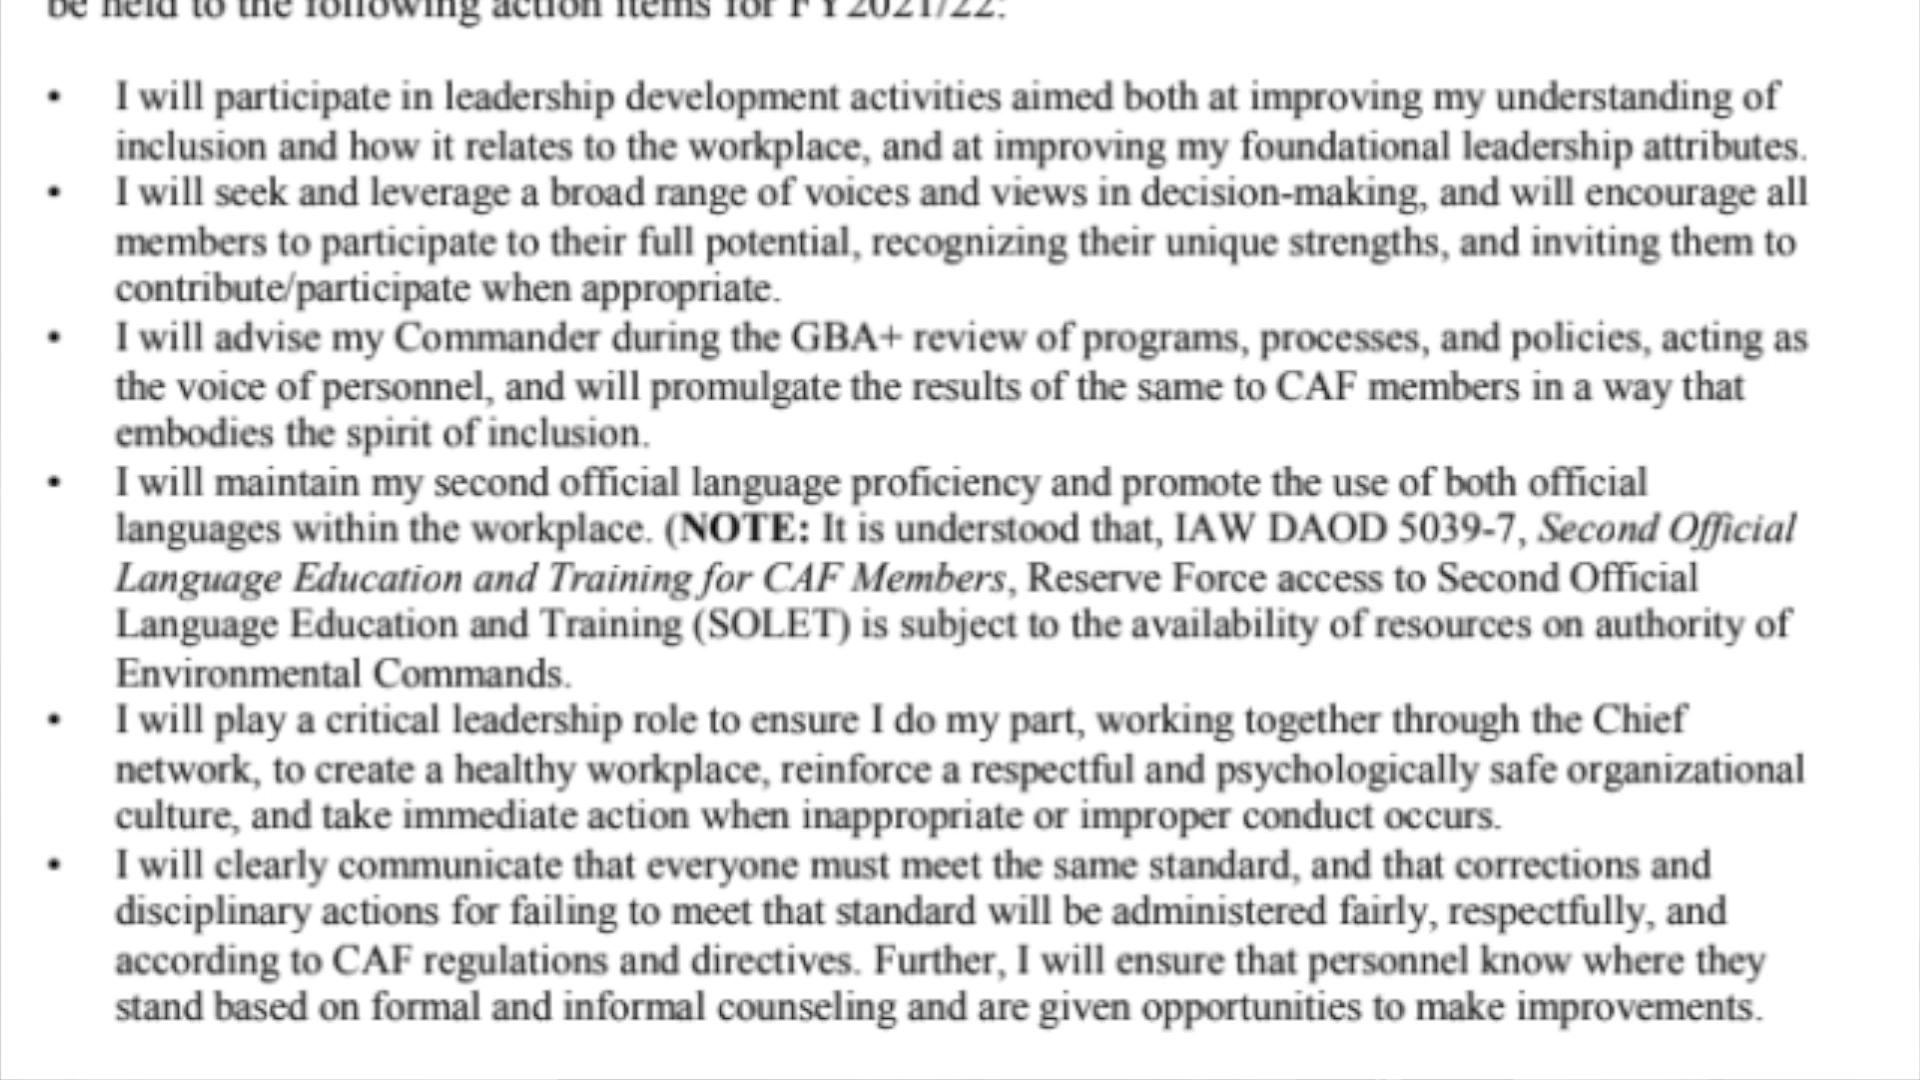 be held to the following action items for FY2021/22:
• I will participate in leadership development activities aimed both at improving my understanding of
inclusion and how it relates to the workplace, and at improving my foundational leadership attributes.
• I will seek and leverage a broad range of voices and views in decision-making, and will encourage all
members to participate to their full potential, recognizing their unique strengths, and inviting them to
contribute/participate when appropriate.
• I will advise my Commander during the GBA+ review of programs, processes, and policies, acting as
the voice of personnel, and will promulgate the results of the same to CAF members in a way that
embodies the spirit of inclusion.
• I will maintain my second official language proficiency and promote the use of both official
languages within the workplace. (NOTE: It is understood that, IAW DAOD 5039-7, Second Official
Language Education and Training for CAF Members, Reserve Force access to Second Official
Language Education and Training (SOLET) is subject to the availability of resources on authority of
Environmental Commands.
• I will play a critical leadership role to ensure I do my part, working together through the Chief
network, to create a healthy workplace, reinforce a respectful and psychologically safe organizational
culture, and take immediate action when inappropriate or improper conduct occurs.
• I will clearly communicate that everyone must meet the same standard, and that corrections and
disciplinary actions for failing to meet that standard will be administered fairly, respectfully, and
according to CAF regulations and directives. Further, I will ensure that personnel know where they
stand based on formal and informal counseling and are given opportunities to make improvements.